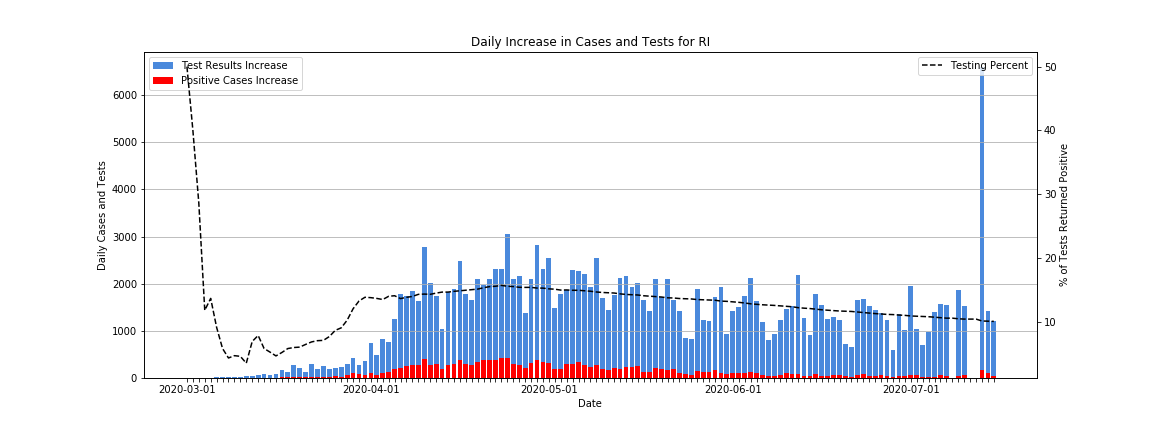 Daily Increase in Cases and Tests for RI
Test Results Increase
Positive Cases Increase
Testing Percent
6000
5000
4000
3000
2000
1000
0
50
40
30
20
10
Daily Cases and Tests
% of Tests Returned Positive
2020-03-01
2020-04-01
2020-05-01
2020-06-01
2020-07-01
Date